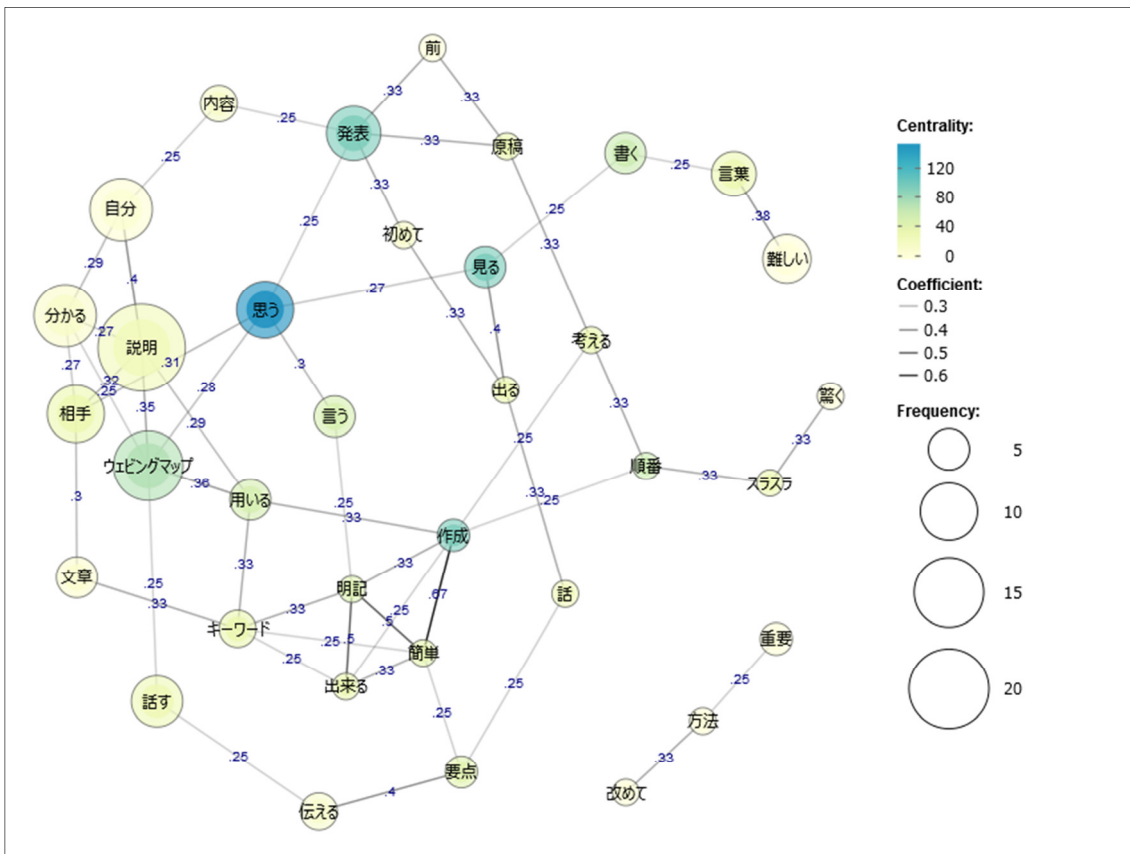 前
.33
.33
内容
.25
発表
.33
原稿
書く
.25
言葉
.25
.33
.38
自分
初めて
.25
.25
.33
難しい
.29
.4
見る
.27
分かる
思う
.33
.27
説明
.4
考える
.27
.32
.25
.31
.3
.28
出る
.33
驚く
相手
.35
.29
言う
.25
ウェビングマップ
.36
順番
.33
.33
スラスラ
.3
用いる
.25
.33
.25
.33
作成
.33
.33
.67
文章
.25
明記
.25
話
.33
キーワード
.33
.5
.5
.25
簡単
重要
.25
.33
出来る
.25
.25
話す
.25
方法
.25
要点
.33
.4
伝える
改めて
Centrality:
120
80
40
0
Coefficient:
0.3
0.4
0.5
0.6
Frequency:
5
10
15
20